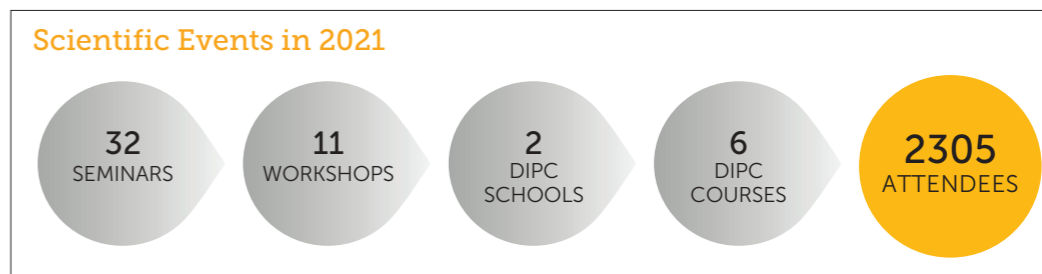 Scientific Events in 2021
32
SEMINARS
11
WORKSHOPS
2
DIPC
SCHOOLS
6
DIPC
COURSES
2305
ATTENDEES